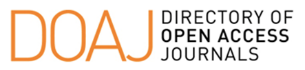 DOAJ
DIRECTORY OF
OPEN ACCESS
JOURNALS